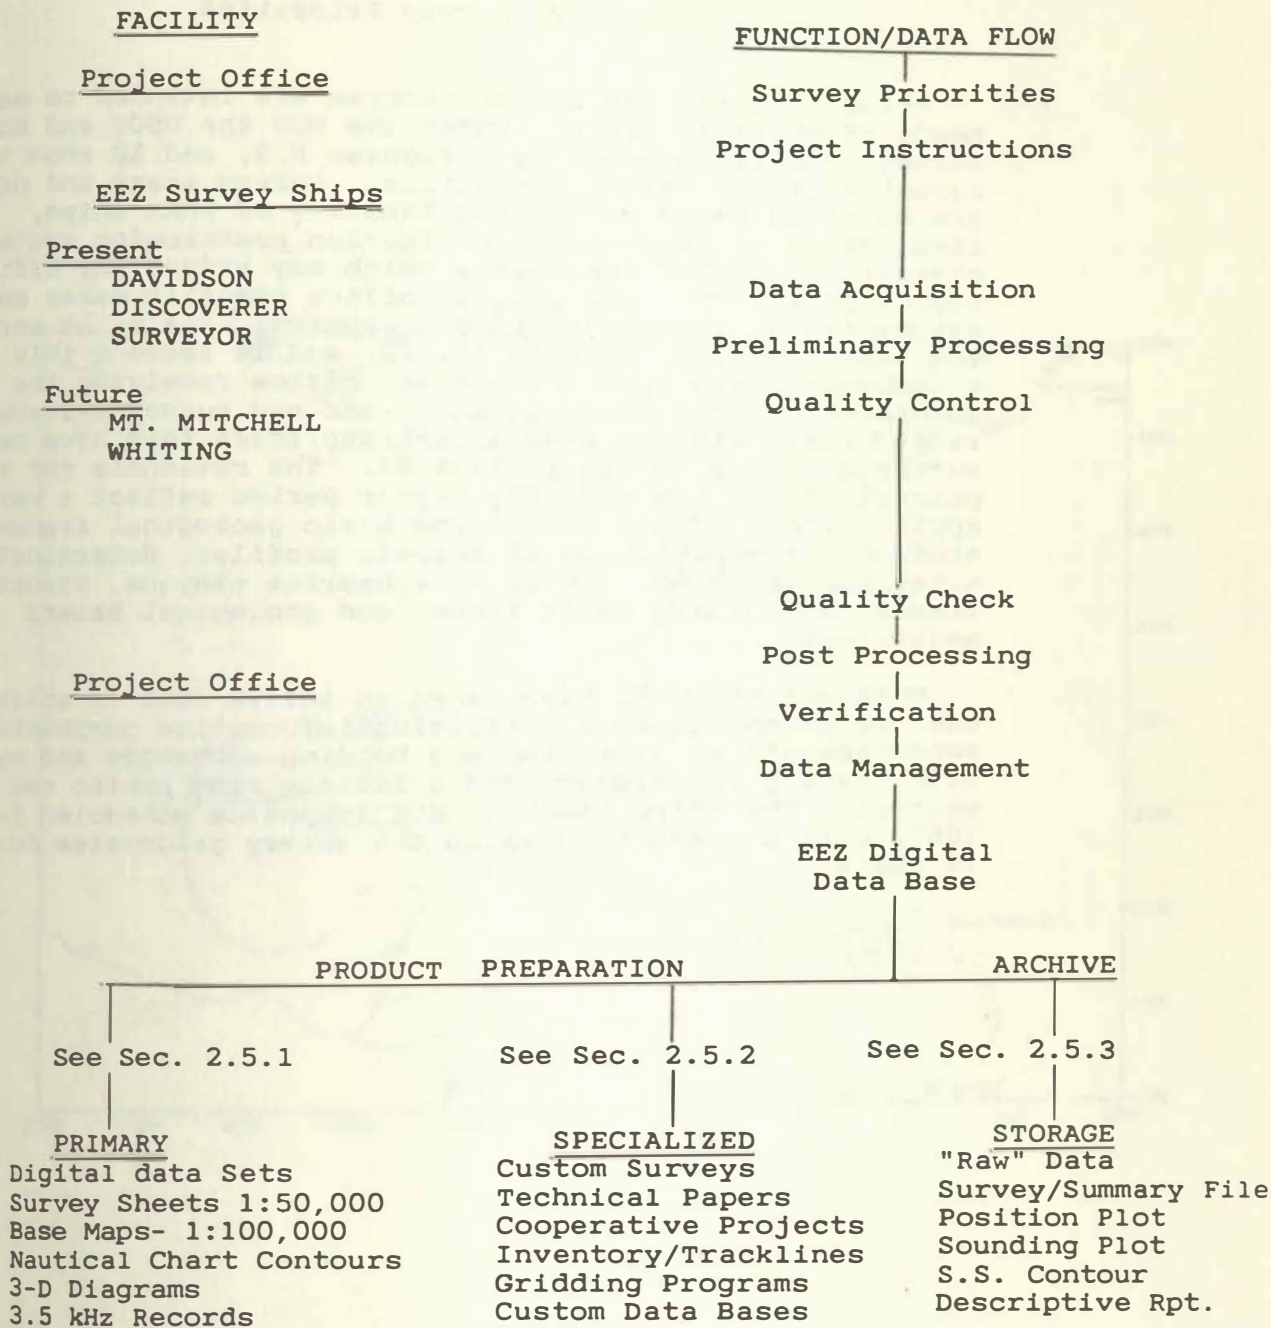 FACILITY
Project Office
EEZ Survey Ships
Present
DAVIDSON
DISCOVERER
SURVEYOR
Future
MT. MITCHELL
WHITING
Project Office
FUNCTION/DATA FLOW
Survey Priorities
Project Instructions
Data Acquisition
Preliminary Processing
Quality Control
Quality Check
Post Processing
Verification
Data Management
EEZ Digital
Data Base
PRODUCT PREPARATION
ARCHIVE
See Sec. 2.5.1
PRIMARY
Digital data Sets
Survey Sheets 1:50,000
Base Maps- 1:100,000
Nautical Chart Contours
3-D Diagrams
3.5 kHz Records
See Sec. 2.5.2
SPECIALIZED
Custom Surveys
Technical Papers
Cooperative Projects
Inventory/Tracklines
Gridding Programs
Custom Data Bases
See Sec. 2.5.3
STORAGE
"Raw" Data
Survey/Summary File
Position Plot
Sounding Plot
S.S. Contour
Descriptive Rpt.